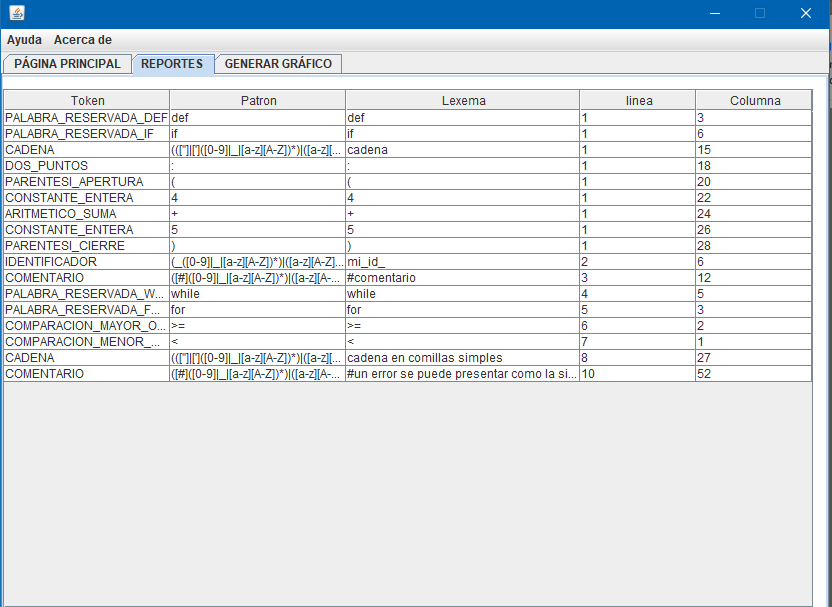 Ayuda Acerca de
PÁGINA PRINCIPAL REPORTES GENERAR GRÁFICO
Token Patron Lexema linea Columna
PALABRA_RESERVADA_DEF def def 1 3
PALABRA_RESERVADA_IF if if 1 6
CADENA ((["]|[']([0-9]|_|[a-z][A-Z])*)|([a-z][... cadena 1 15
DOS_PUNTOS : : 1 18
PARENTESI_APERTURA ( ( 1 20
CONSTANTE_ENTERA 4 4 1 22
ARITMETICO_SUMA + + 1 24
CONSTANTE_ENTERA 5 5 1 26
PARENTESI_CIERRE ) ) 1 28
IDENTIFICADOR (_([0-9]|_|[a-z][A-Z])*)|([a-z][A-Z]... mi_id_ 2 6
COMENTARIO ([#]([0-9]|_|[a-z][A-Z])*)|([a-z][A-... #comentario 3 12
PALABRA_RESERVADA_W... while while 4 5
PALABRA_RESERVADA_F... for for 5 3
COMPARACION_MAYOR_O... >= >= 6 2
COMPARACION_MENOR_... < < 7 1
CADENA ((["]|[']([0-9]|_|[a-z][A-Z])*)|([a-z][... cadena en comillas simples 8 27
COMENTARIO ([#]([0-9]|_|[a-z][A-Z])*)|([a-z][A-... #un error se puede presentar como la si... 10 52